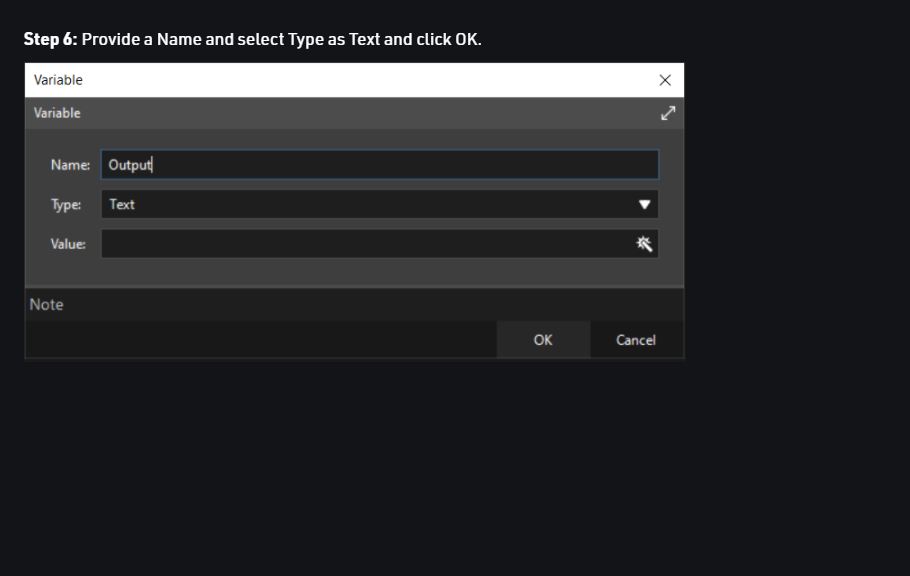 Step 6: Provide a Name and select Type as Text and click OK.
Variable
Variable
Name: Output
Type: Text
Value:
Note
OK Cancel